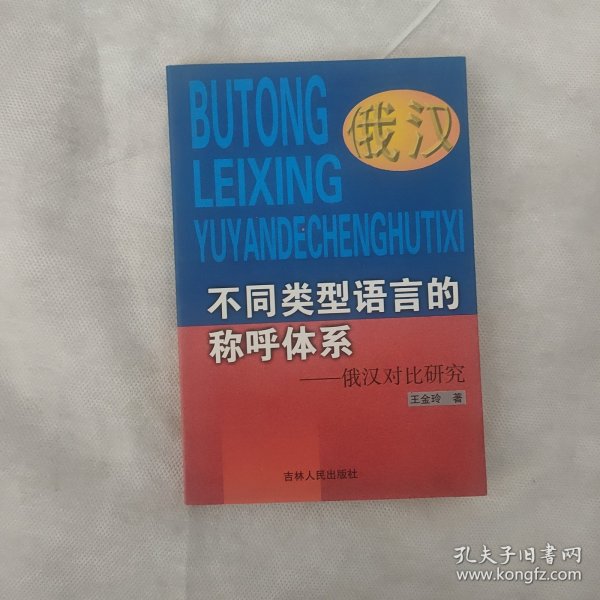 BUTONG
LEIXING
YUYANDECHENGHUTIXI
俄汉
不同类型语言的
称呼体系
——俄汉对比研究
王金玲 著
吉林人民出版社
孔夫子旧书网
www.kongfz.com